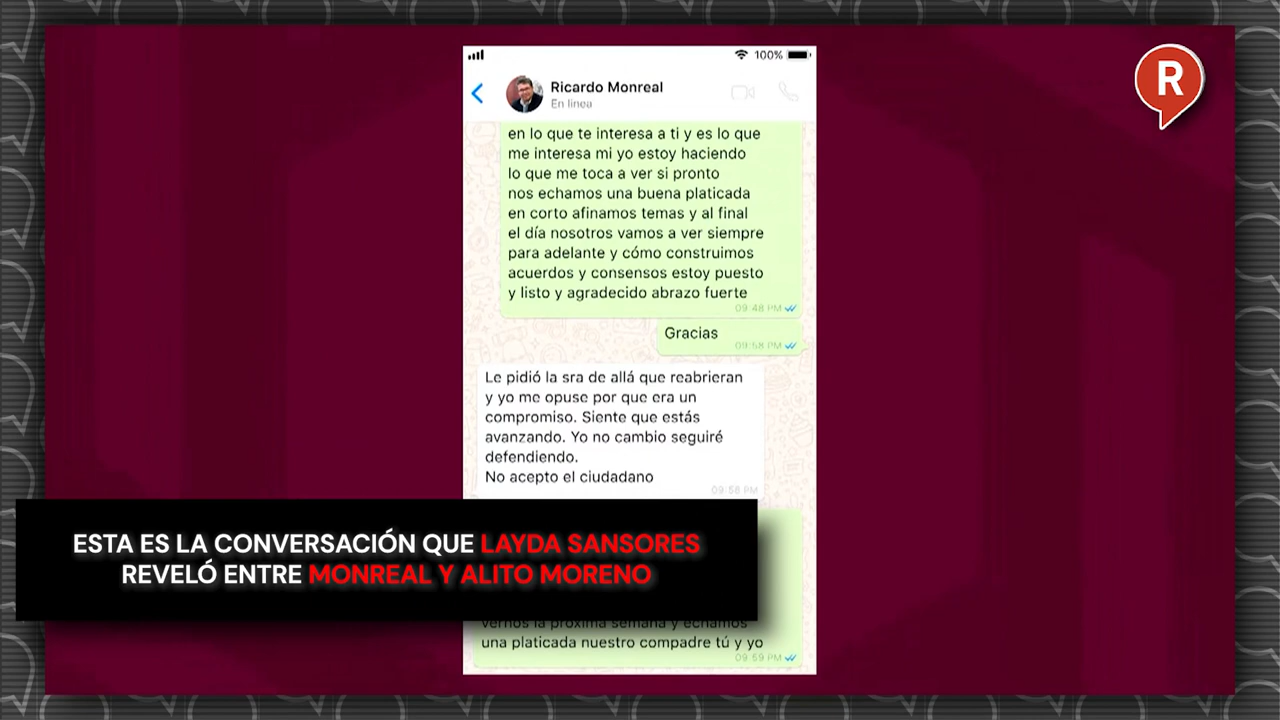 100%
R
Ricardo Monreal
En línea
en lo que te interesa a ti y es lo que
me interesa mi yo estoy haciendo
lo que me toca a ver si pronto
nos echamos una buena platicada
en corto afinamos temas y al final
el día nosotros vamos a ver siempre
para adelante y cómo construimos
acuerdos y consensos estoy puesto
y listo y agradecido abrazo fuerte
09:48 PM
Gracias
09:58 PM
Le pidió la sra de allá que reabrieran
y yo me opuse por que era un
compromiso. Siente que estás
avanzando. Yo no cambio seguiré
defendiendo.
No acepto el ciudadano
09:58 PM
ESTA ES LA CONVERSACIÓN QUE LAYDA SANSORES
REVELÓ ENTRE MONREAL Y ALITO MORENO
vernos la próxima semana y echamos
una platicada nuestro compadre tú y yo
09:59 PM